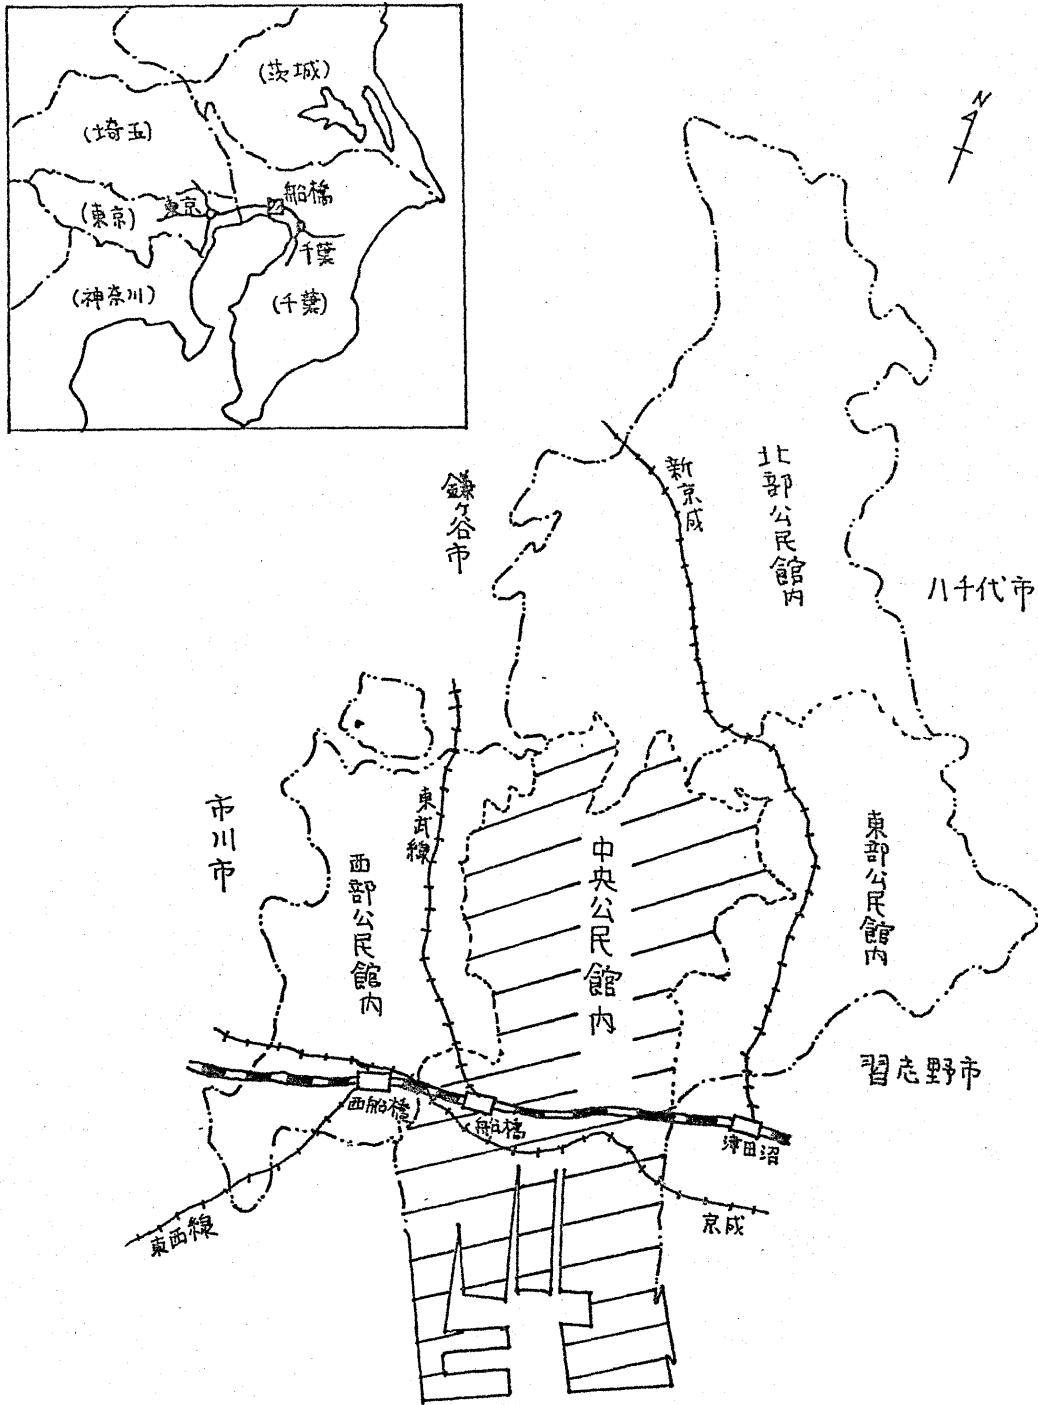 (茨城)
(埼玉)
船橋
東京
(東京)
千葉
(神奈川)
(千葉)
N
新京成
北部公民館内
鎌ヶ谷市
八千代市
市川市
東武線
西部公民館内
中央公民館内
東部公民館内
習志野市
西船橋
船橋
津田沼
東西線
京成